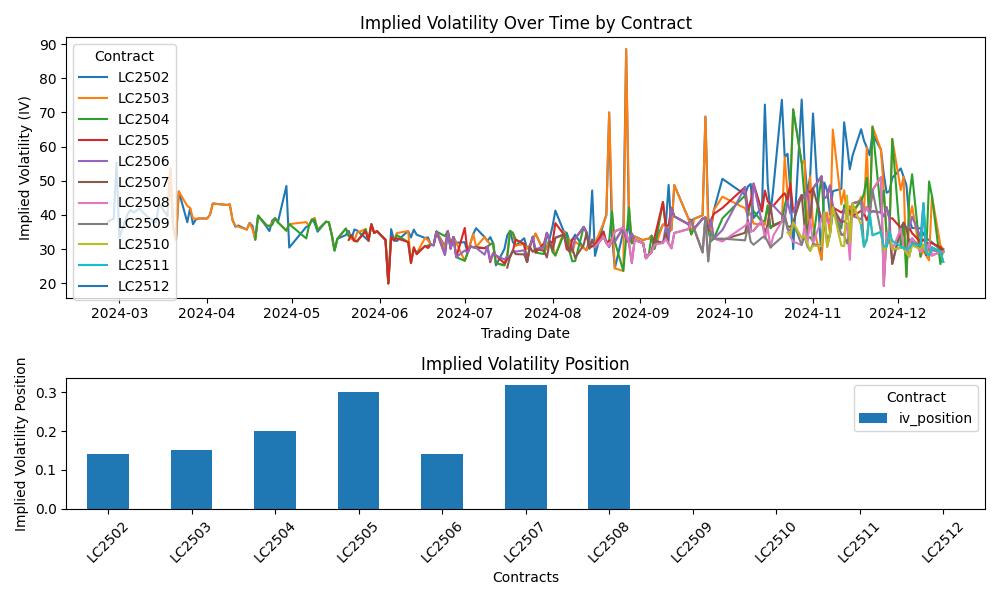 Implied Volatility Over Time by Contract
Implied Volatility (IV)
90
80
70
60
50
40
30
20
Contract
LC2502
LC2503
LC2504
LC2505
LC2506
LC2507
LC2508
LC2509
LC2510
LC2511
LC2512
2024-03 2024-04 2024-05 2024-06 2024-07 2024-08 2024-09 2024-10 2024-11 2024-12
Trading Date
Implied Volatility Position
Implied Volatility Position
0.3
0.2
0.1
0.0
Contract
iv_position
LC2502 LC2503 LC2504 LC2505 LC2506 LC2507 LC2508 LC2509 LC2510 LC2511 LC2512
Contracts